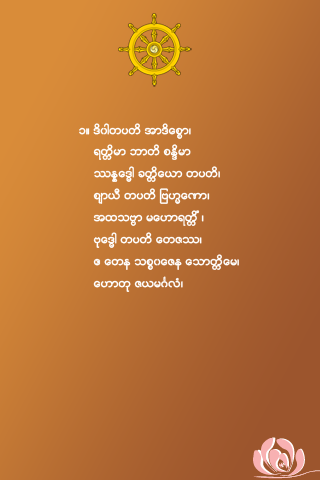 ၁။ ဒိဝါတပတိ အာဒိစ္စော၊
ရတ္တိမာ ဘာတိ စန္ဒိမာ
ဿန္နဒ္ဓေါ ခတ္တိယော တပတိ၊
ဈာယီ တပတိ ဗြဟ္မဏော၊
အထသဗ္ဗာ မဟောရတ္တိံ ၊
ဗုဒ္ဓေါ တပတိ တေဇသာ၊
ဧ တေန သစ္စဝဇေန သောတ္ထိမေ၊
ဟောတု ဇယမင်္ဂလံ၊